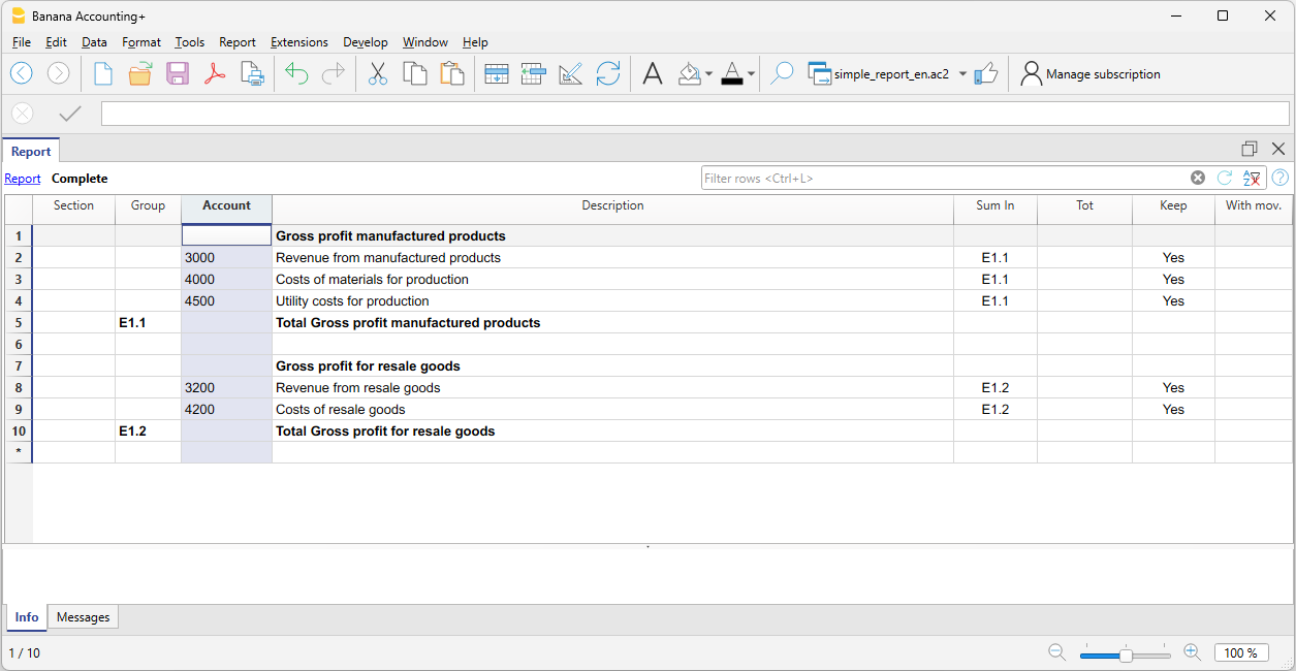 Banana Accounting+
File Edit Data Format Tools Report Extensions Develop Window Help
simple_report_en.ac2 Manage subscription
Report
Report Complete Filter rows <Ctrl+L>
Section Group Account Description Sum In Tot Keep With mov.
1 Gross profit manufactured products
2 3000 Revenue from manufactured products E1.1 Yes
3 4000 Costs of materials for production E1.1 Yes
4 4500 Utility costs for production E1.1 Yes
5 E1.1 Total Gross profit manufactured products
6
7 Gross profit for resale goods
8 3200 Revenue from resale goods E1.2 Yes
9 4200 Costs of resale goods E1.2 Yes
10 E1.2 Total Gross profit for resale goods
*
Info Messages
1 / 10 100 %